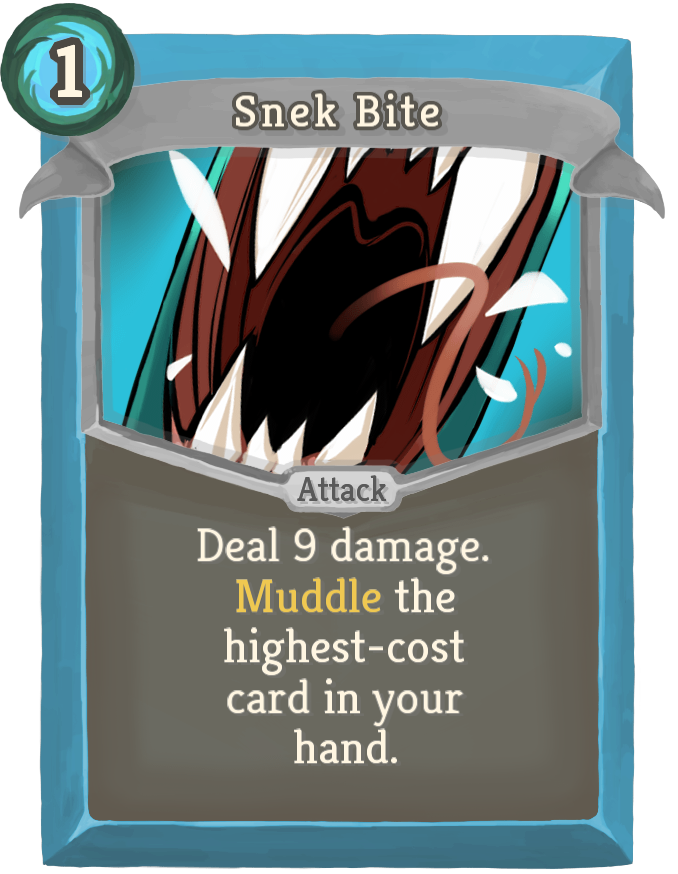 1
Snek Bite
Attack
Deal 9 damage.
Muddle the
highest-cost
card in your
hand.